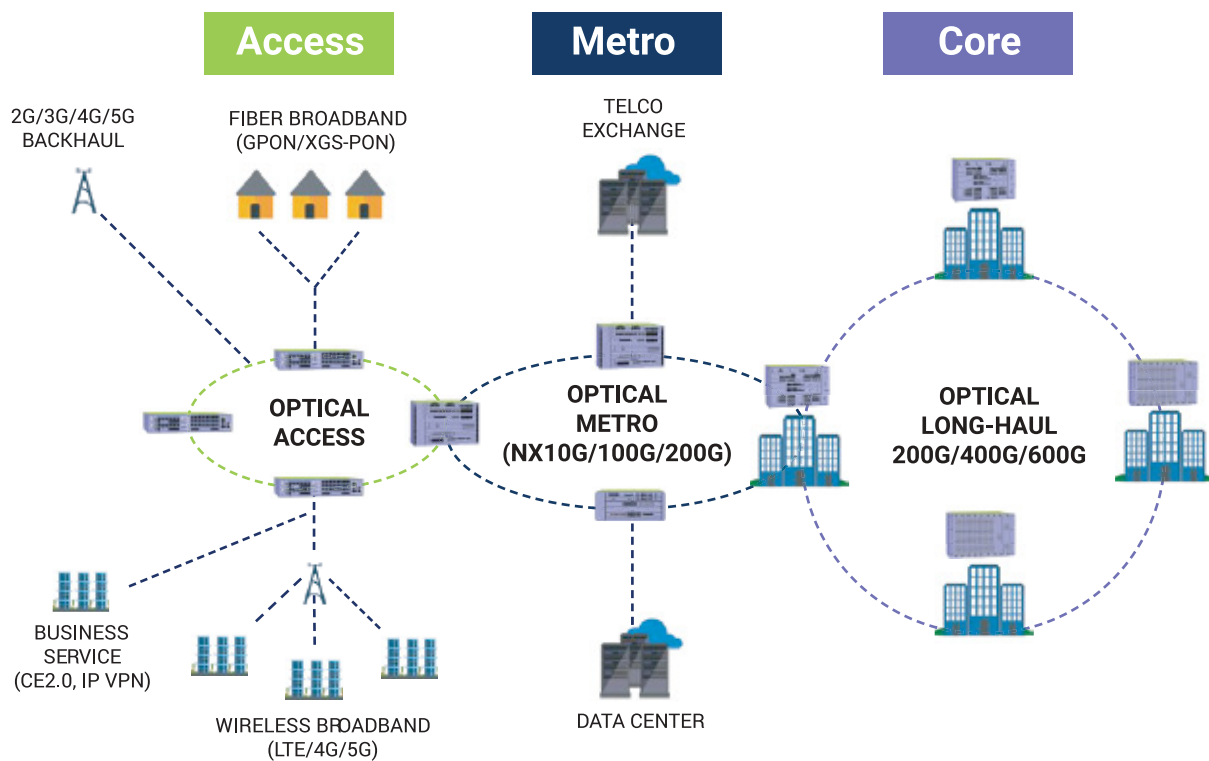 Access
Metro
Core
2G/3G/4G/5G
BACKHAUL
FIBER BROADBAND
(GPON/XGS-PON)
TELCO
EXCHANGE
OPTICAL
ACCESS
OPTICAL
METRO
(NX10G/100G/200G)
OPTICAL
LONG-HAUL
200G/400G/600G
BUSINESS
SERVICE
(CE2.0, IP VPN)
WIRELESS BROADBAND
(LTE/4G/5G)
DATA CENTER